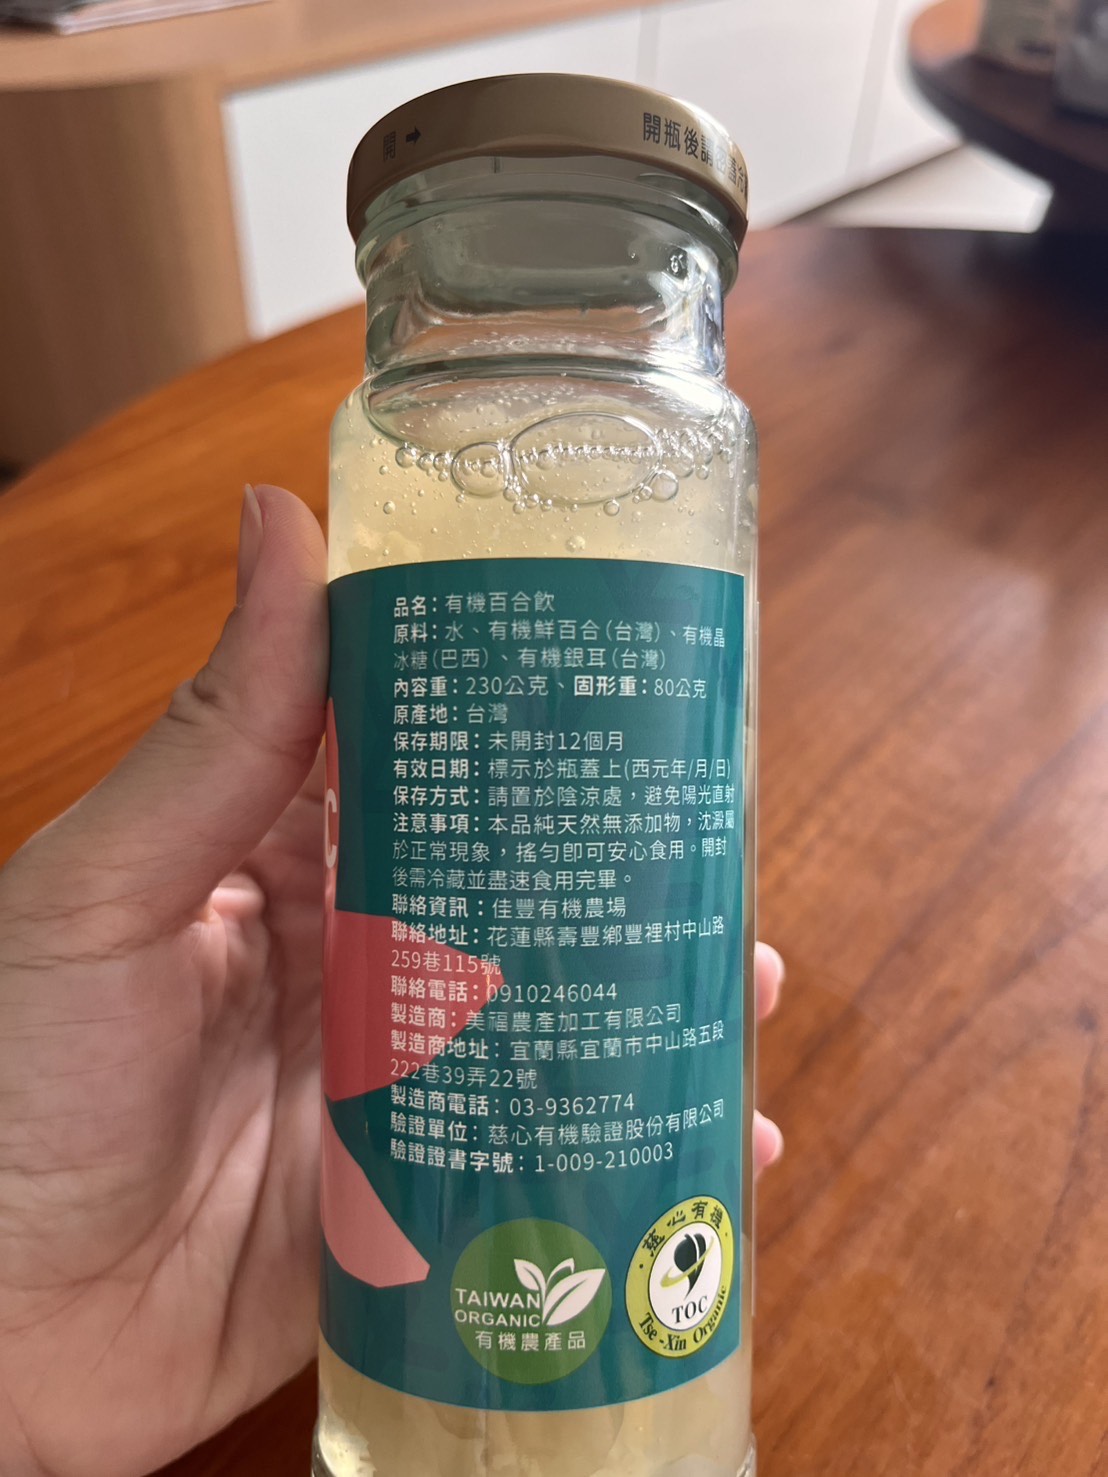 開
開瓶後請
品名：有機百合飲
原料：水、有機鮮百合(台灣)、有機晶
冰糖(巴西)、有機銀耳(台灣)
內容量：230公克、固形量：80公克
原產地：台灣
保存期限：未開封12個月
有效日期：標示於瓶蓋上(西元年/月/日)
保存方式：請置於陰涼處，避免陽光直射
注意事項：本品純天然無添加物，沈澱屬
於正常現象，搖勻即可安心食用。開封
後需冷藏並盡速食用完畢。
聯絡資訊：佳豐有機農場
聯絡地址：花蓮縣壽豐鄉豐裡村中山路
259巷115號
聯絡電話：0910246044
製造商：美福農產加工有限公司
製造商地址：宜蘭縣宜蘭市中山路五段
222巷39弄22號
製造商電話：03-9362774
驗證單位：慈心有機驗證股份有限公司
驗證證書字號：1-009-210003
慈心有機
TOC
Tse-Xin Organic
TAIWAN
ORGANIC
有機農產品
C